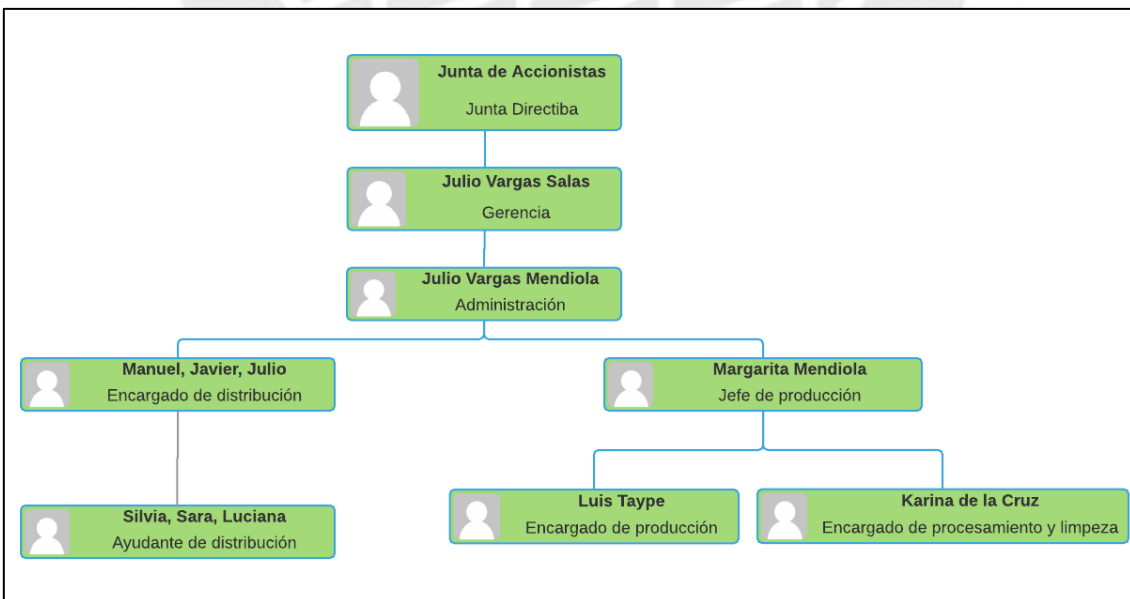 Junta de Accionistas
Junta Directiba
Julio Vargas Salas
Gerencia
Julio Vargas Mendiola
Administración
Manuel, Javier, Julio
Encargado de distribución
Margarita Mendiola
Jefe de producción
Silvia, Sara, Luciana
Ayudante de distribución
Luis Taype
Encargado de producción
Karina de la Cruz
Encargado de procesamiento y limpeza